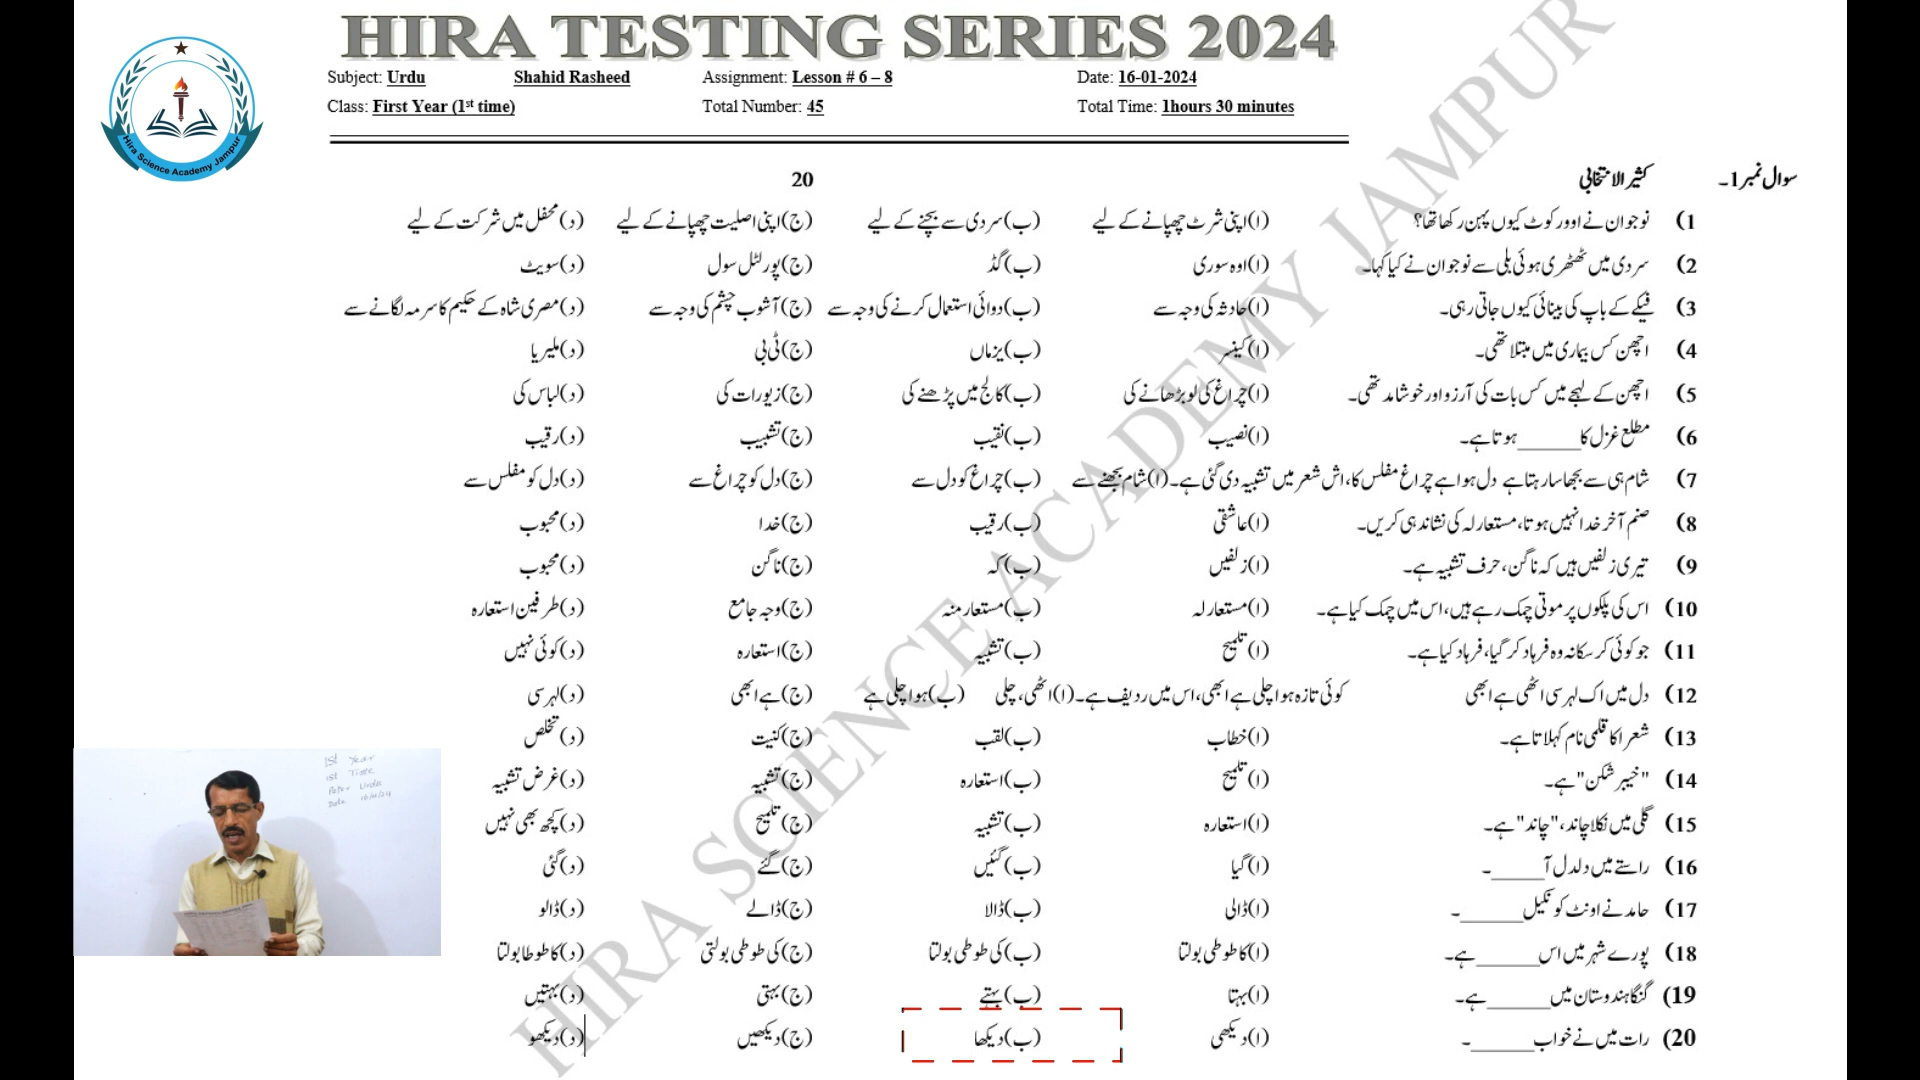 HIRA TESTING SERIES 2024
Subject: Urdu Shahid Rasheed Assignment: Lesson # 6 – 8 Date: 16-01-2024
Class: First Year (1st time) Total Number: 45 Total Time: 1hours 30 minutes
Hira Science Academy Jampur
سوال نمبر 1۔ کثیر الانتخابی 20
(1 نوجوان نے اوور کوٹ کیوں پہن رکھا تھا؟ (ا) اپنی شرٹ چھپانے کے لیے (ب) سردی سے بچنے کے لیے (ج) اپنی اصلیت چھپانے کے لیے (د) محفل میں شرکت کے لیے
(2 سردی میں ٹھٹھری ہوئی بلی سے نوجوان نے کیا کہا۔ (ا) اوہ سوری (ب) گڈ (ج) پور لٹل سول (د) سویٹ
(3 فیکے کے باپ کی بینائی کیوں جاتی رہی۔ (ا) حادثہ کی وجہ سے (ب) دوائی استعمال کرنے کی وجہ سے (ج) آشوب چشم کی وجہ سے (د) مصری شاہ کے حکیم کا سرمہ لگانے سے
(4 اچھن کس بیماری میں مبتلا تھی۔ (ا) کینسر (ب) یرزماں (ج) ٹی بی (د) ملیریا
(5 اچھن کے لہجے میں کس بات کی آرزو اور خوشامد تھی۔ (ا) چراغ کی لو بڑھانے کی (ب) کالج میں پڑھنے کی (ج) زیورات کی (د) لباس کی
(6 مطلع غزل کا ______ ہوتا ہے۔ (ا) نصیب (ب) نقیب (ج) تشبیب (د) رقیب
(7 شام ہی سے بجھا سا رہتا ہے دل ہوا ہے چراغ مفلس کا، اش شعر میں تشبیہ دی گئی ہے۔ (ا) شام بجھنے سے (ب) چراغ کو دل سے (ج) دل کو چراغ سے (د) دل کو مفلس سے
(8 صنم آخر خدا نہیں ہوتا، مستعار لہ کی نشاندہی کریں۔ (ا) عاشقی (ب) رقیب (ج) خدا (د) محبوب
(9 تیری زلفیں ہیں کہ ناگن، حرف تشبیہ ہے۔ (ا) زلفیں (ب) کہ (ج) ناگن (د) محبوب
(10 اس کی پلکوں پر موتی چمک رہے ہیں، اس میں چمک کیا ہے۔ (ا) مستعار لہ (ب) مستعار منہ (ج) وجہ جامع (د) طرفین استعارہ
(11 جو کوئی کر سکا نہ وہ فرہاد کر گیا، فرہاد کیا ہے۔ (ا) تلمیح (ب) تشبیہ (ج) استعارہ (د) کوئی نہیں
(12 دل میں اک لہر سی اٹھی ہے ابھی کوئی تازہ ہوا چلی ہے ابھی، اس میں ردیف ہے۔ (ا) اٹھی، چلی (ب) ہوا چلی ہے (ج) ہے ابھی (د) لہر سی
(13 شعرا کا قلمی نام کہلاتا ہے۔ (ا) خطاب (ب) لقب (ج) کنیت (د) تخلص
(14 "خیبر شکن" ہے۔ (ا) تلمیح (ب) استعارہ (ج) تشبیہ (د) غرض تشبیہ
(15 گلی میں نکلا چاند، "چاند" ہے۔ (ا) استعارہ (ب) تشبیہ (ج) تلمیح (د) کچھ بھی نہیں
(16 راستے میں دلدل آ _____ ۔ (ا) گیا (ب) گئیں (ج) گئے (د) گئی
(17 حامد نے اونٹ کو نکیل ______ ۔ (ا) ڈالی (ب) ڈالا (ج) ڈالے (د) ڈالو
(18 پورے شہر میں اس ______ ہے۔ (ا) کا طوطی بولتا (ب) کی طوطی بولتا (ج) کی طوطی بولتی (د) کا طوطا بولتا
(19 گنگا ہندوستان میں ______ ہے۔ (ا) بہتا (ب) بہتے (ج) بہتی (د) بہتیں
(20 رات میں نے خواب ______ ۔ (ا) دیکھی (ب) دیکھا (ج) دیکھیں (د) دیکھو
HIRA SCIENCE ACADEMY JAMPUR
1st Year
1st Time
Paper Urdu
Date 16/1/24